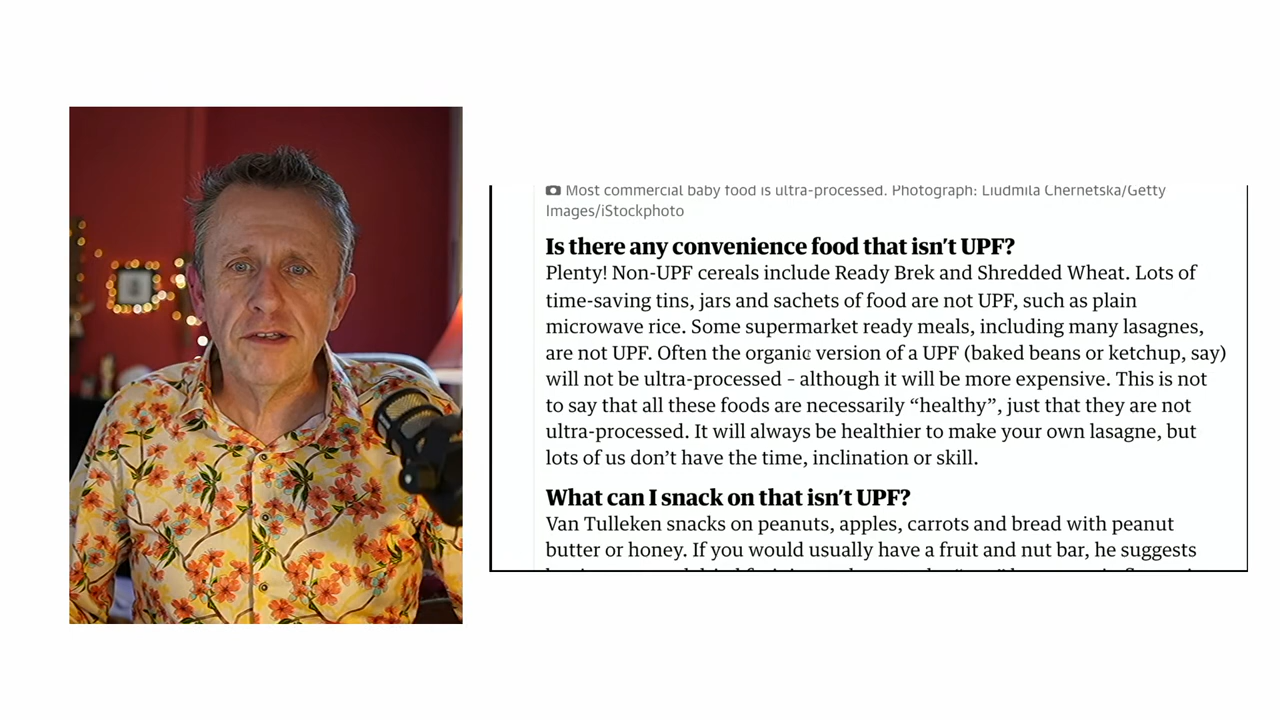 Most commercial baby food is ultra-processed. Photograph: Liudmila Chernetska/Getty
Images/iStockphoto
Is there any convenience food that isn’t UPF?
Plenty! Non-UPF cereals include Ready Brek and Shredded Wheat. Lots of
time-saving tins, jars and sachets of food are not UPF, such as plain
microwave rice. Some supermarket ready meals, including many lasagnes,
are not UPF. Often the organic version of a UPF (baked beans or ketchup, say)
will not be ultra-processed – although it will be more expensive. This is not
to say that all these foods are necessarily “healthy”, just that they are not
ultra-processed. It will always be healthier to make your own lasagne, but
lots of us don’t have the time, inclination or skill.
What can I snack on that isn’t UPF?
Van Tulleken snacks on peanuts, apples, carrots and bread with peanut
butter or honey. If you would usually have a fruit and nut bar, he suggests